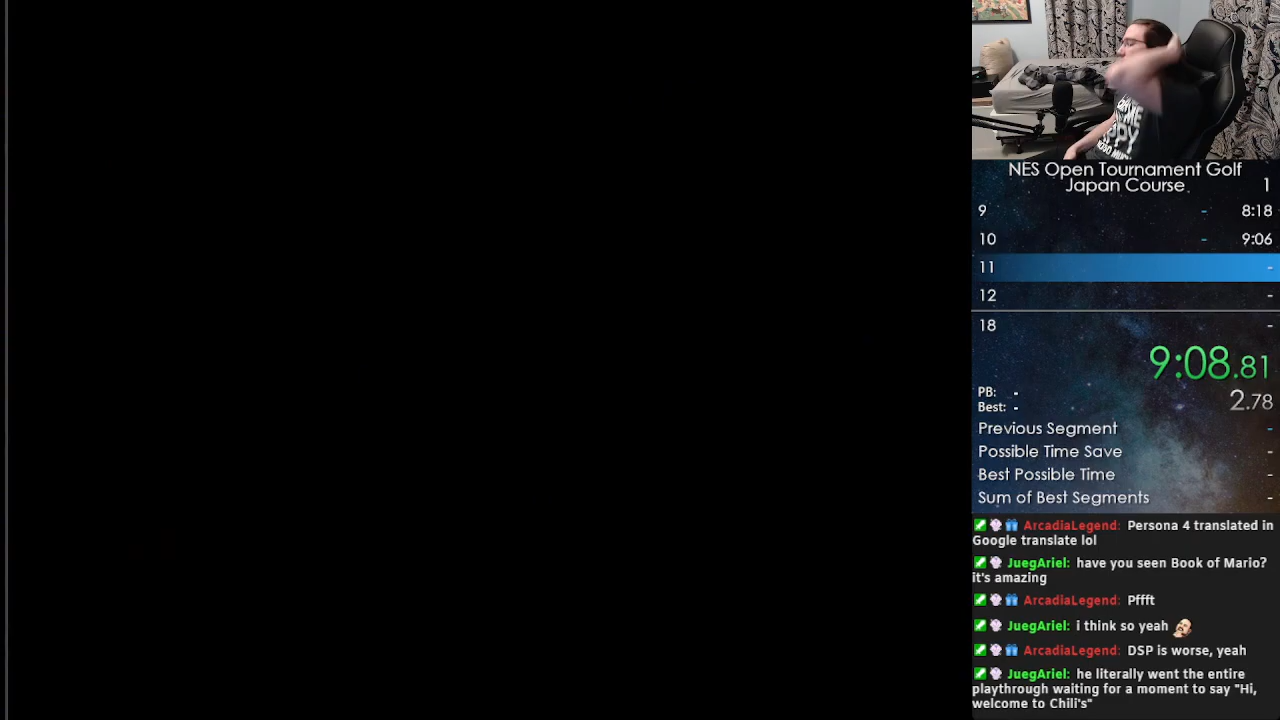 NES Open Tournament Golf
Japan Course 1
9 - 8:18
10 - 9:06
11 -
12 -
18 -
9:08.81
PB: -
Best: -
2.78
Previous Segment -
Possible Time Save -
Best Possible Time -
Sum of Best Segments -
ArcadiaLegend: Persona 4 translated in
Google translate lol
JuegAriel: have you seen Book of Mario?
it's amazing
ArcadiaLegend: Pffft
JuegAriel: i think so yeah
ArcadiaLegend: DSP is worse, yeah
JuegAriel: he literally went the entire
playthrough waiting for a moment to say "Hi,
welcome to Chili's"